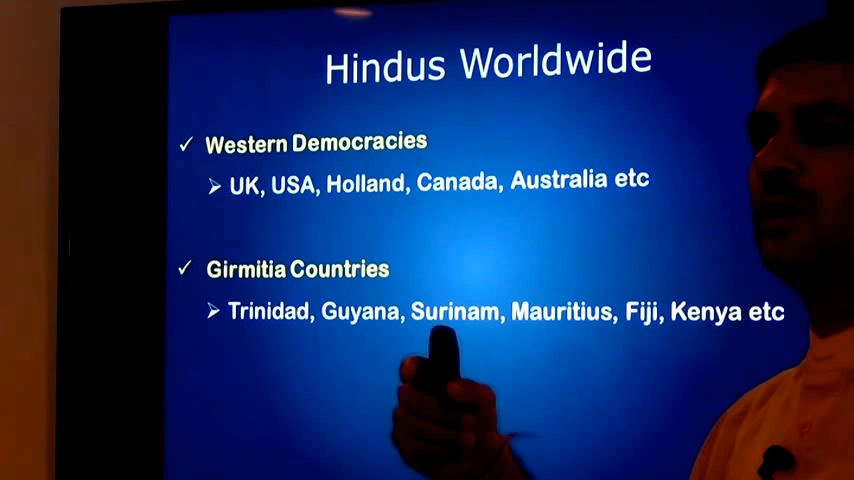 Hindus Worldwide
✓ Western Democracies
➢ UK, USA, Holland, Canada, Australia etc
✓ Girmitia Countries
➢ Trinidad, Guyana, Surinam, Mauritius, Fiji, Kenya etc